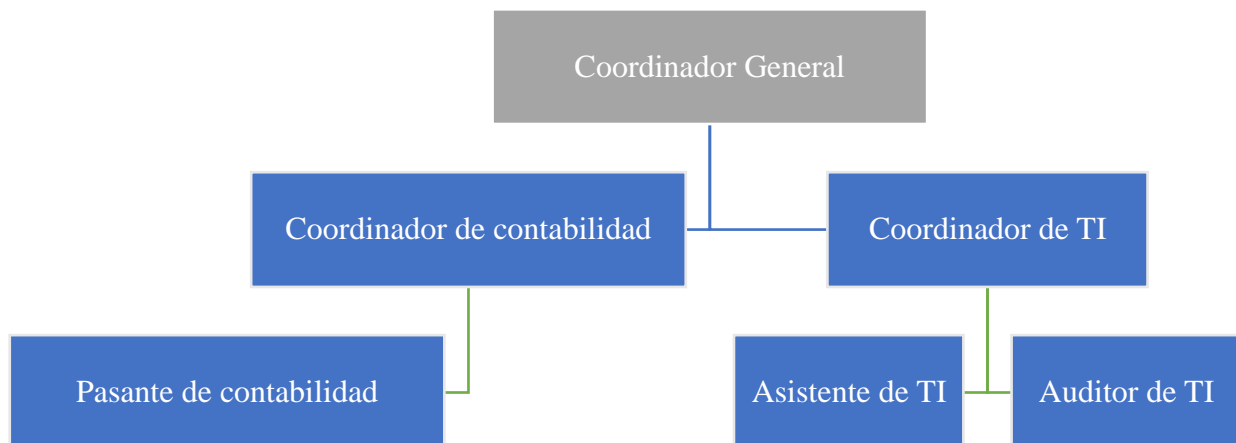 Coordinador General
Coordinador de contabilidad
Coordinador de TI
Pasante de contabilidad
Asistente de TI
Auditor de TI